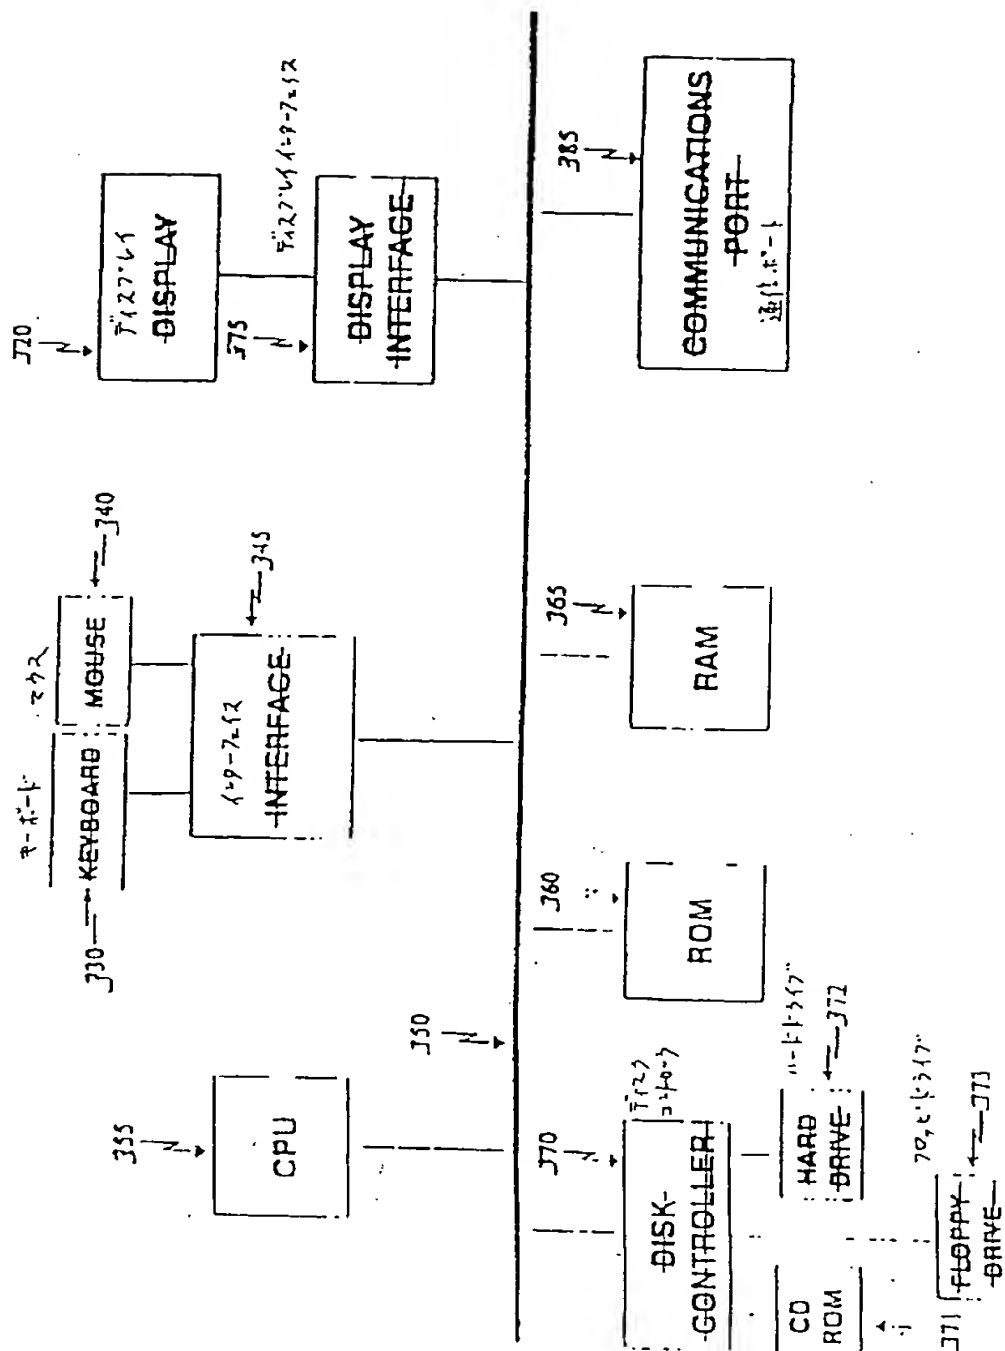 355
CPU
350
キーボード
330
KEYBOARD
マウス
MOUSE
340
インターフェイス
INTERFACE
345
320
ディスプレイ
DISPLAY
375
ディスプレイインターフェイス
DISPLAY
INTERFACE
370
ディスク
コントローラ
DISK
CONTROLLER
ハードドライブ
HARD
DRIVE
372
CD
ROM
371
フロッピードライブ
FLOPPY
DRIVE
373
360
ROM
365
RAM
385
COMMUNICATIONS
PORT
通信ポート